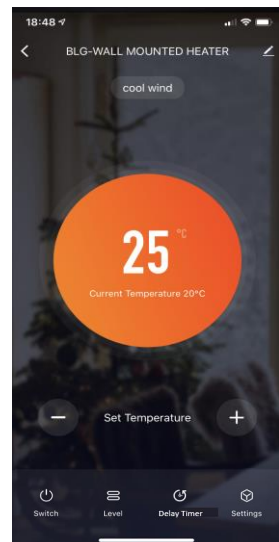 18:48
BLG-WALL MOUNTED HEATER
cool wind
25 °C
Current Temperature 20°C
Set Temperature
Switch Level Delay Timer Settings